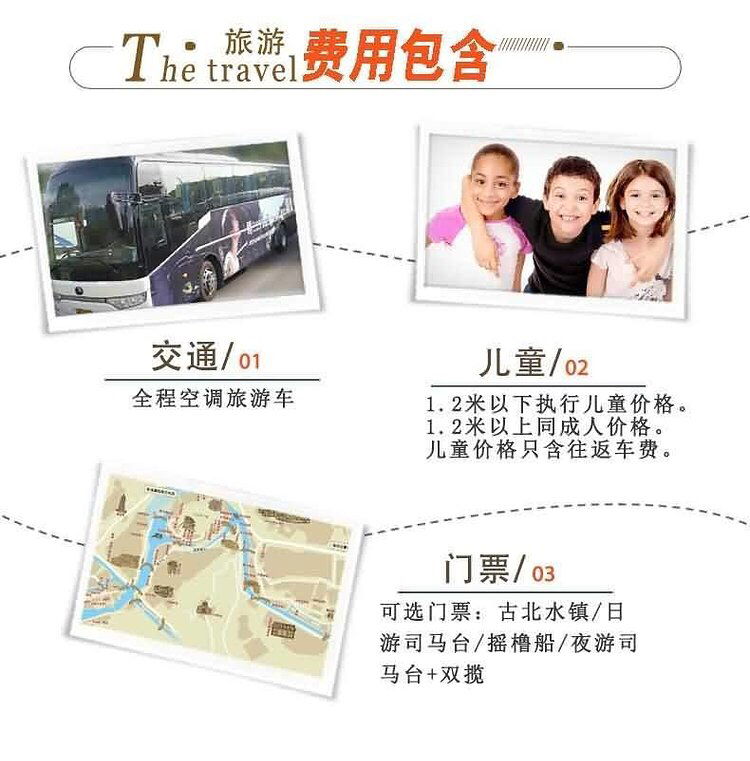 The travel
旅游
费用包含
交通/01
全程空调旅游车
儿童/02
1.2米以下执行儿童价格。
1.2米以上同成人价格。
儿童价格只含往返车费。
门票/03
可选门票：古北水镇/日
游司马台/摇橹船/夜游司
马台+双揽